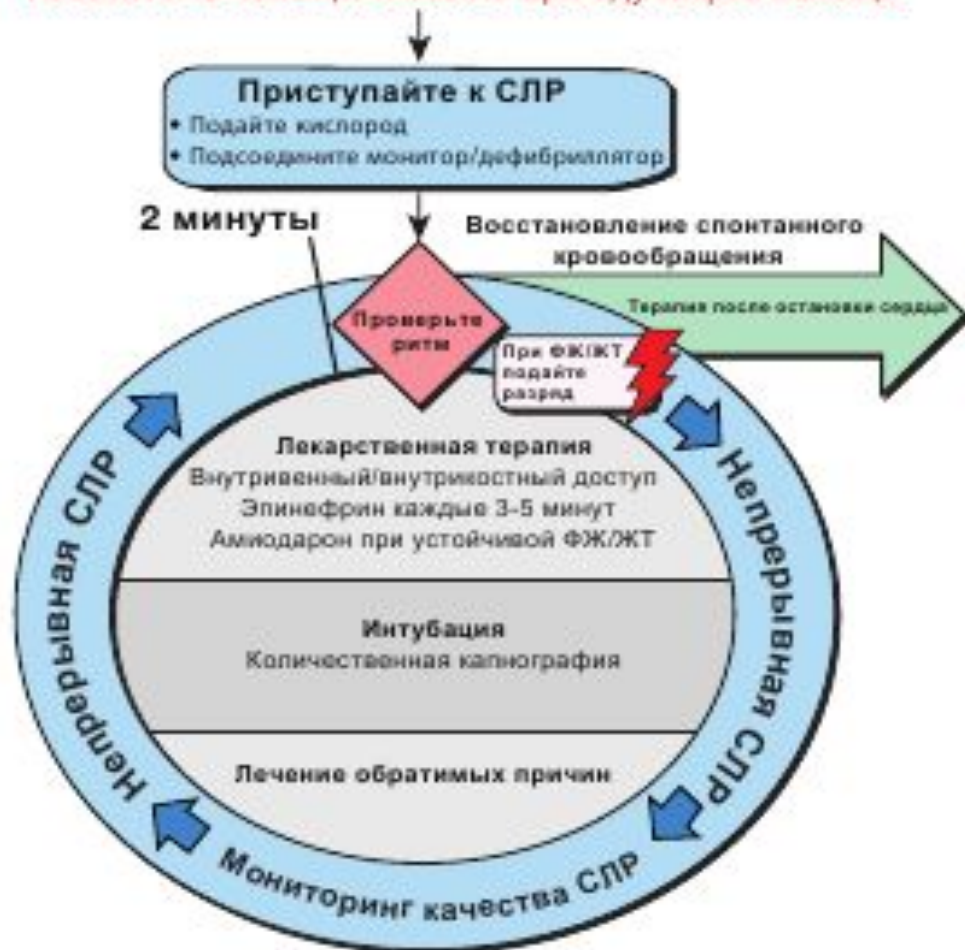 Приступайте к СЛР
• Подайте кислород
• Подсоедините монитор/дефибриллятор
2 минуты
Восстановление спонтанного
кровообращения
Терапия после остановки сердца
Проверьте
ритм
При ФЖ/ЖТ
подайте
разряд
Лекарственная терапия
Внутривенный/внутрикостный доступ
Эпинефрин каждые 3-5 минут
Амиодарон при устойчивой ФЖ/ЖТ
Интубация
Количественная капнография
Лечение обратимых причин
Непрерывная СЛР
Непрерывная СЛР
Мониторинг качества СЛР